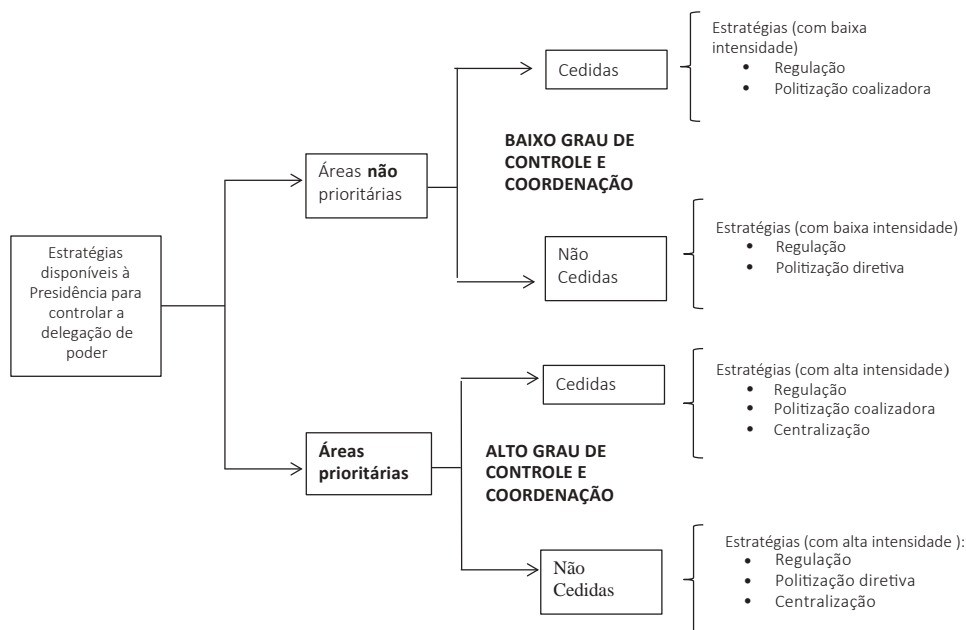 Estratégias
disponíveis à
Presidência para
controlar a
delegação de
poder
Áreas não
prioritárias
BAIXO GRAU DE
CONTROLE E
COORDENAÇÃO
Cedidas
Estratégias (com baixa
intensidade)
• Regulação
• Politização coalizadora
Não
Cedidas
Estratégias (com baixa intensidade)
• Regulação
• Politização diretiva
Áreas
prioritárias
ALTO GRAU DE
CONTROLE E
COORDENAÇÃO
Cedidas
Estratégias (com alta intensidade)
• Regulação
• Politização coalizadora
• Centralização
Não
Cedidas
Estratégias (com alta intensidade ):
• Regulação
• Politização diretiva
• Centralização